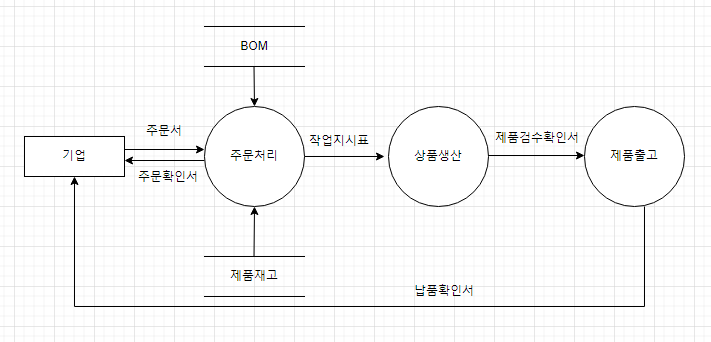 BOM
주문서
기업
주문확인서
주문처리
작업지시표
상품생산
제품검수확인서
제품출고
제품재고
납품확인서